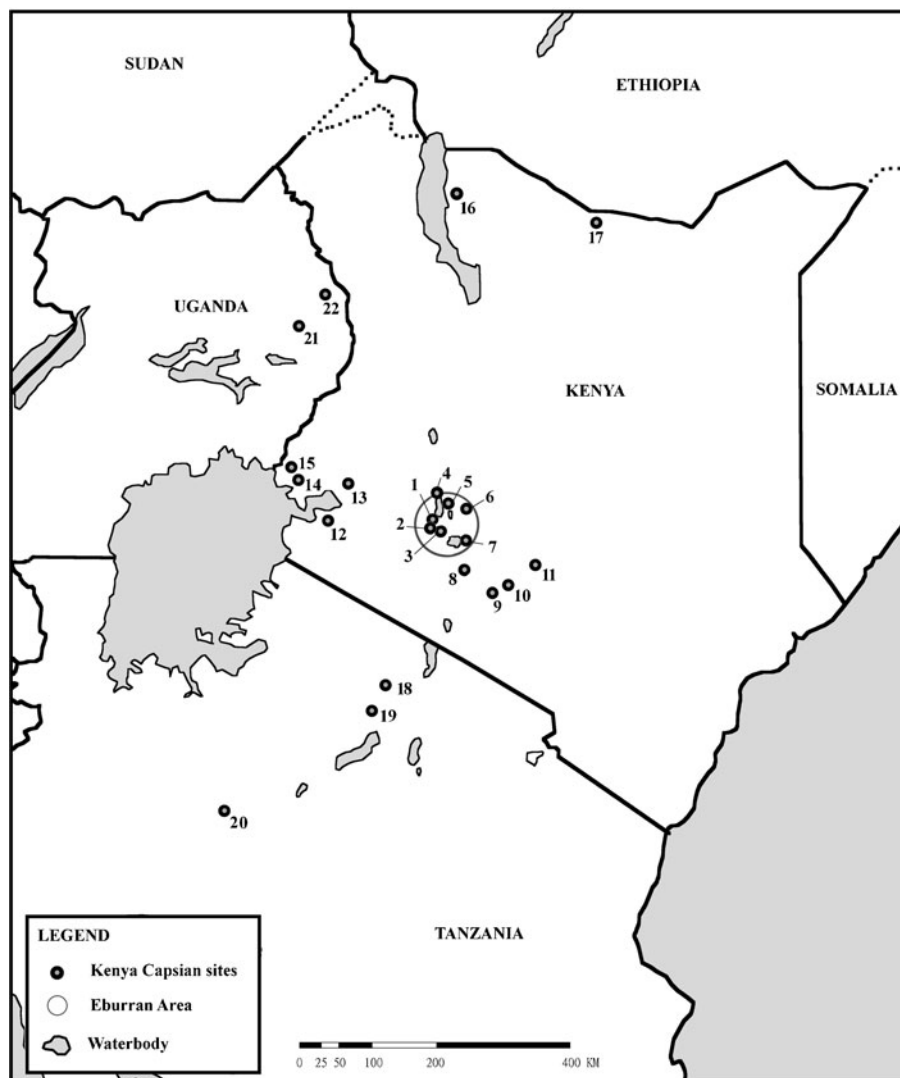 SUDAN
ETHIOPIA
16
17
22
UGANDA
21
KENYA
SOMALIA
15
14
13
4
5
1
6
12
2
3
7
8
11
10
9
18
19
20
TANZANIA
LEGEND
Kenya Capsian sites
Eburran Area
Waterbody
0 25 50 100 200 400 KM